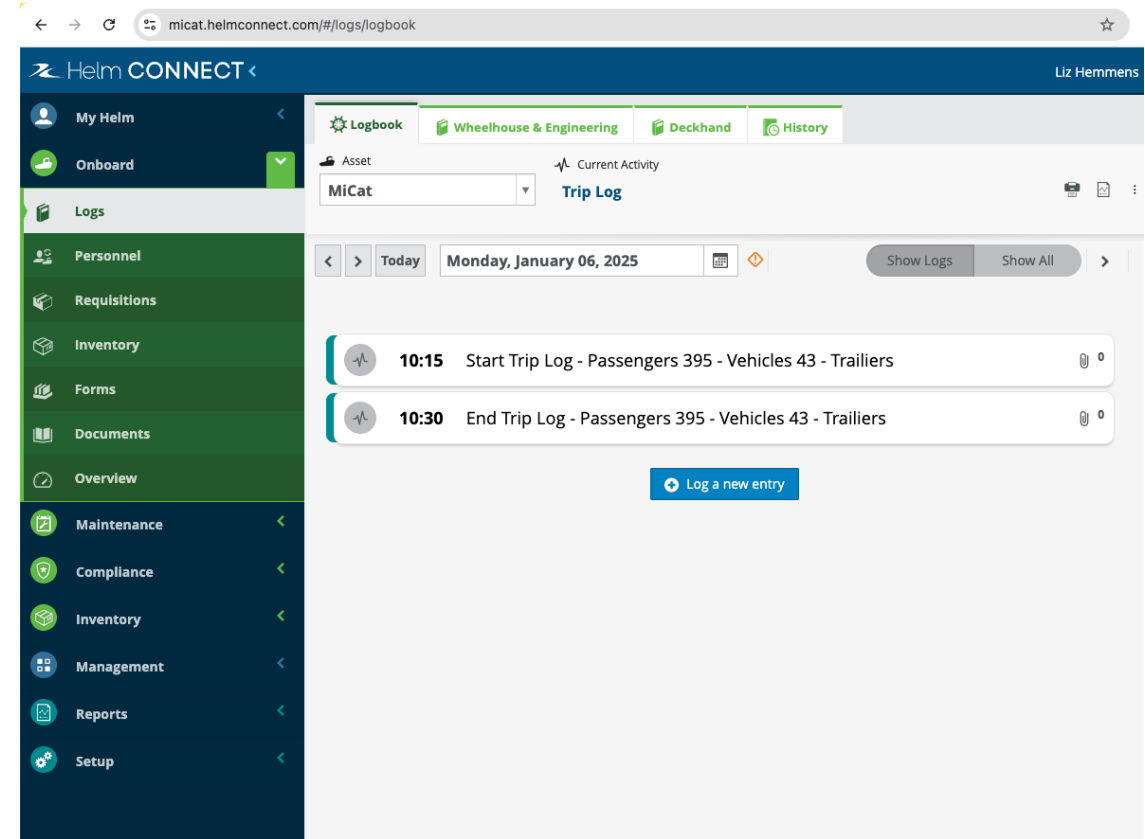 micat.helmconnect.com/#/logs/logbook
Helm CONNECT
Liz Hemmens
My Helm
Onboard
Logs
Personnel
Requisitions
Inventory
Forms
Documents
Overview
Maintenance
Compliance
Inventory
Management
Reports
Setup
Logbook
Wheelhouse & Engineering
Deckhand
History
Asset
Current Activity
MiCat
Trip Log
Today
Monday, January 06, 2025
Show Logs
Show All
10:15 Start Trip Log - Passengers 395 - Vehicles 43 - Trailiers 0
10:30 End Trip Log - Passengers 395 - Vehicles 43 - Trailiers 0
Log a new entry